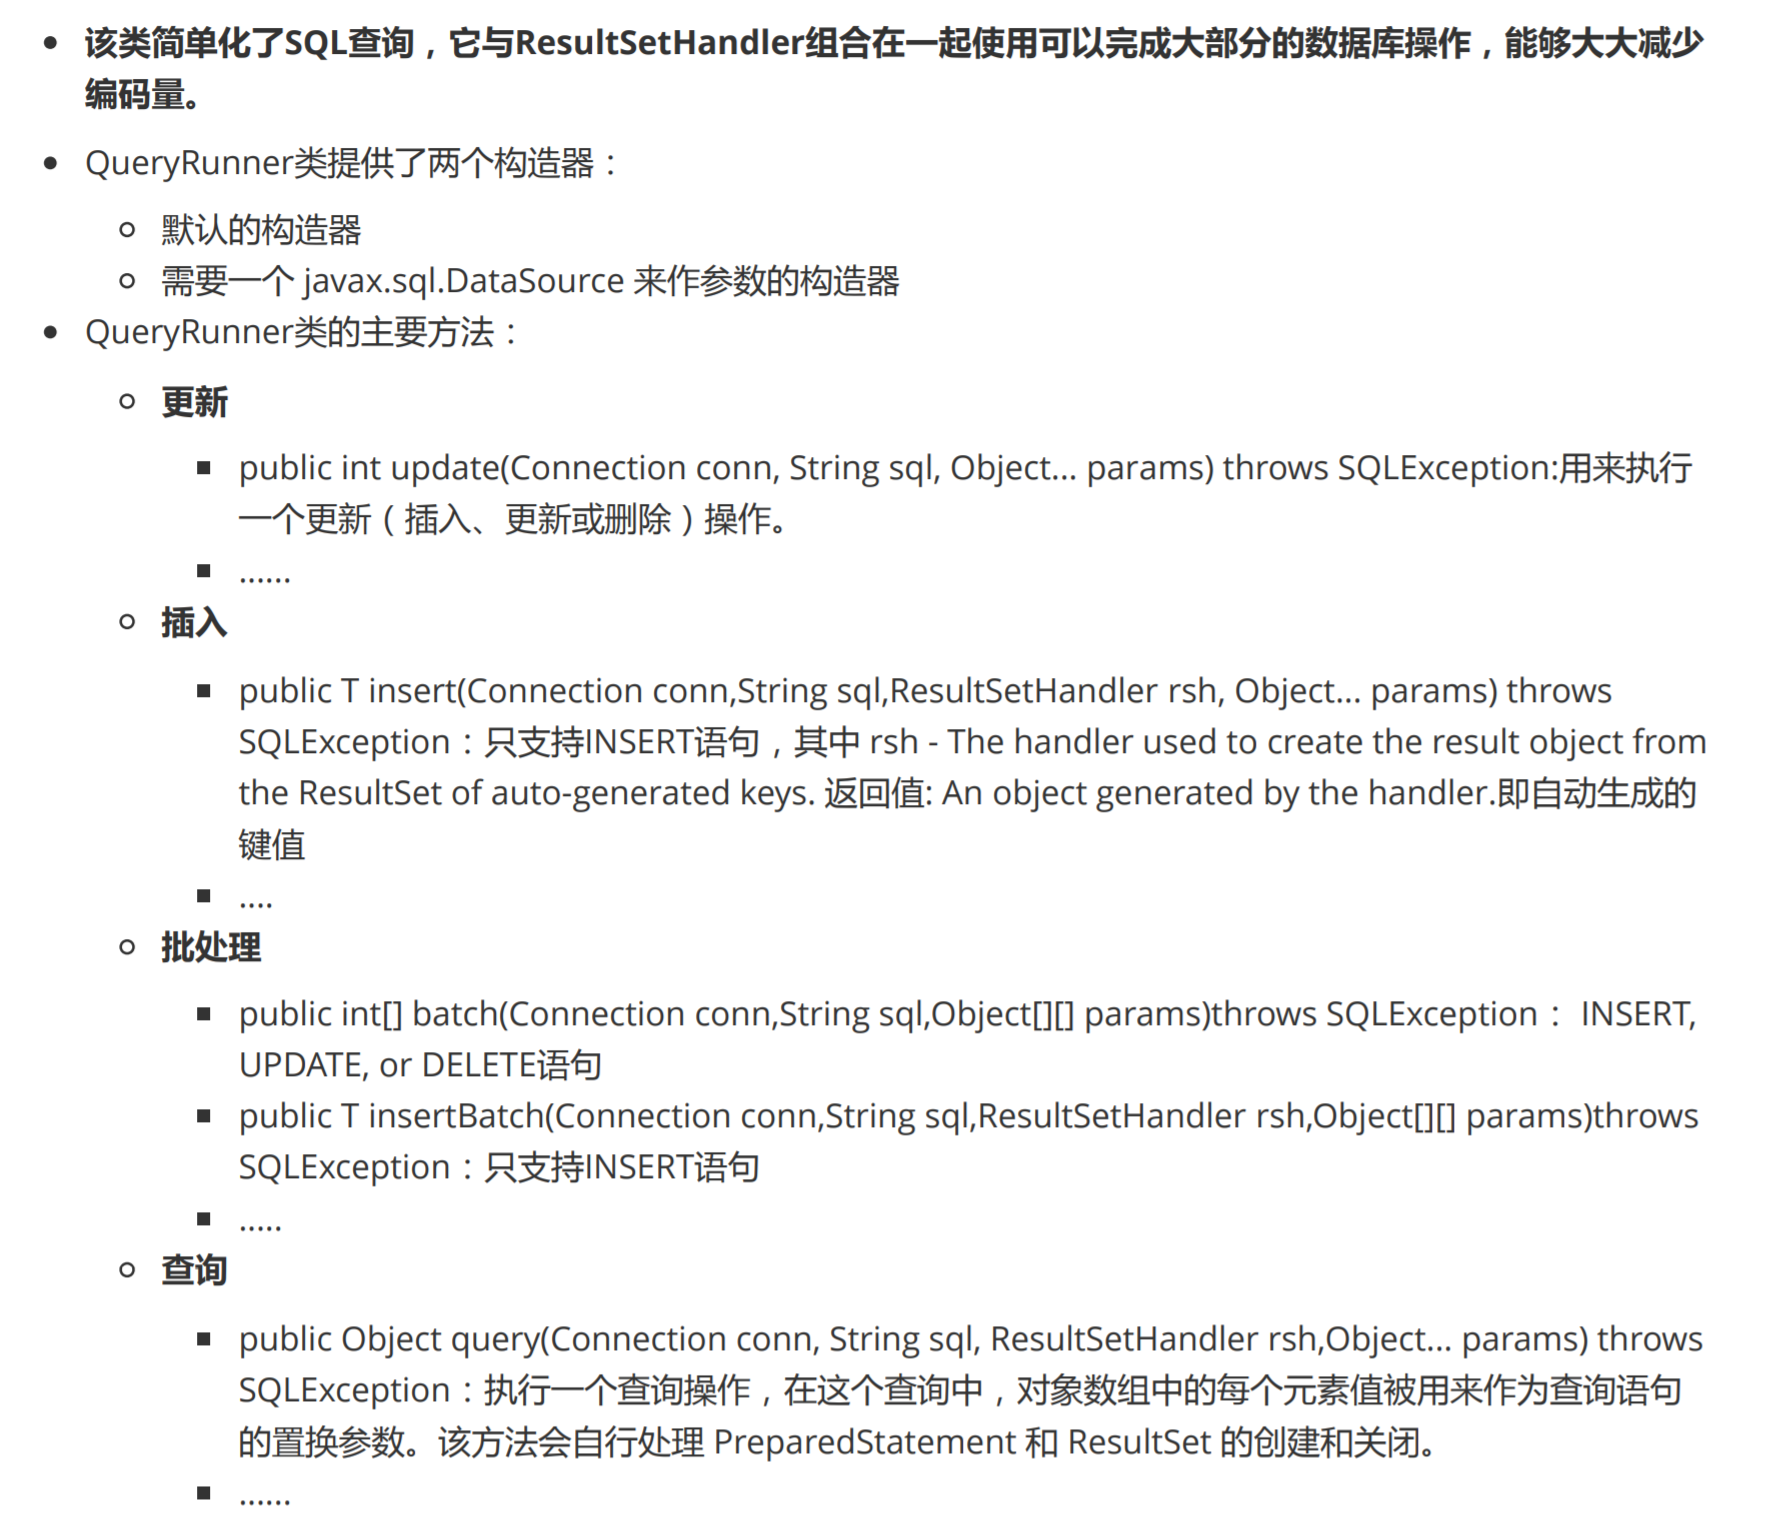 该类简单化了SQL查询，它与ResultSetHandler组合在一起使用可以完成大部分的数据库操作，能够大大减少
编码量。
QueryRunner类提供了两个构造器：
默认的构造器
需要一个 javax.sql.DataSource 来作参数的构造器
QueryRunner类的主要方法：
更新
public int update(Connection conn, String sql, Object... params) throws SQLException:用来执行
一个更新（插入、更新或删除）操作。
......
插入
public T insert(Connection conn,String sql,ResultSetHandler rsh, Object... params) throws
SQLException：只支持INSERT语句，其中 rsh - The handler used to create the result object from
the ResultSet of auto-generated keys. 返回值: An object generated by the handler.即自动生成的
键值
....
批处理
public int[] batch(Connection conn,String sql,Object[][] params)throws SQLException： INSERT,
UPDATE, or DELETE语句
public T insertBatch(Connection conn,String sql,ResultSetHandler rsh,Object[][] params)throws
SQLException：只支持INSERT语句
.....
查询
public Object query(Connection conn, String sql, ResultSetHandler rsh,Object... params) throws
SQLException：执行一个查询操作，在这个查询中，对象数组中的每个元素值被用来作为查询语句
的置换参数。该方法会自行处理 PreparedStatement 和 ResultSet 的创建和关闭。
......